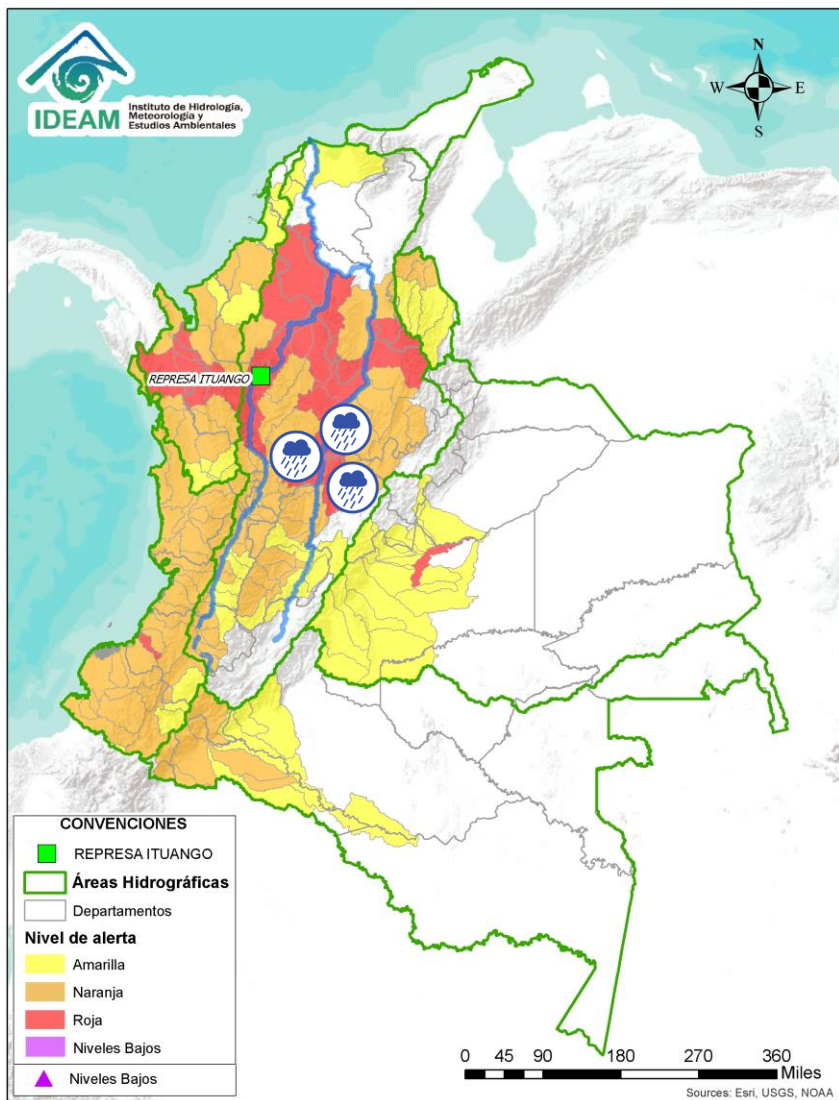 IDEAM
Instituto de Hidrología,
Meteorología y
Estudios Ambientales
N
W
E
S
REPRESA ITUANGO
CONVENCIONES
REPRESA ITUANGO
Áreas Hidrográficas
Departamentos
Nivel de alerta
Amarilla
Naranja
Roja
Niveles Bajos
Niveles Bajos
0 45 90 180 270 360
Miles
Sources: Esri, USGS, NOAA